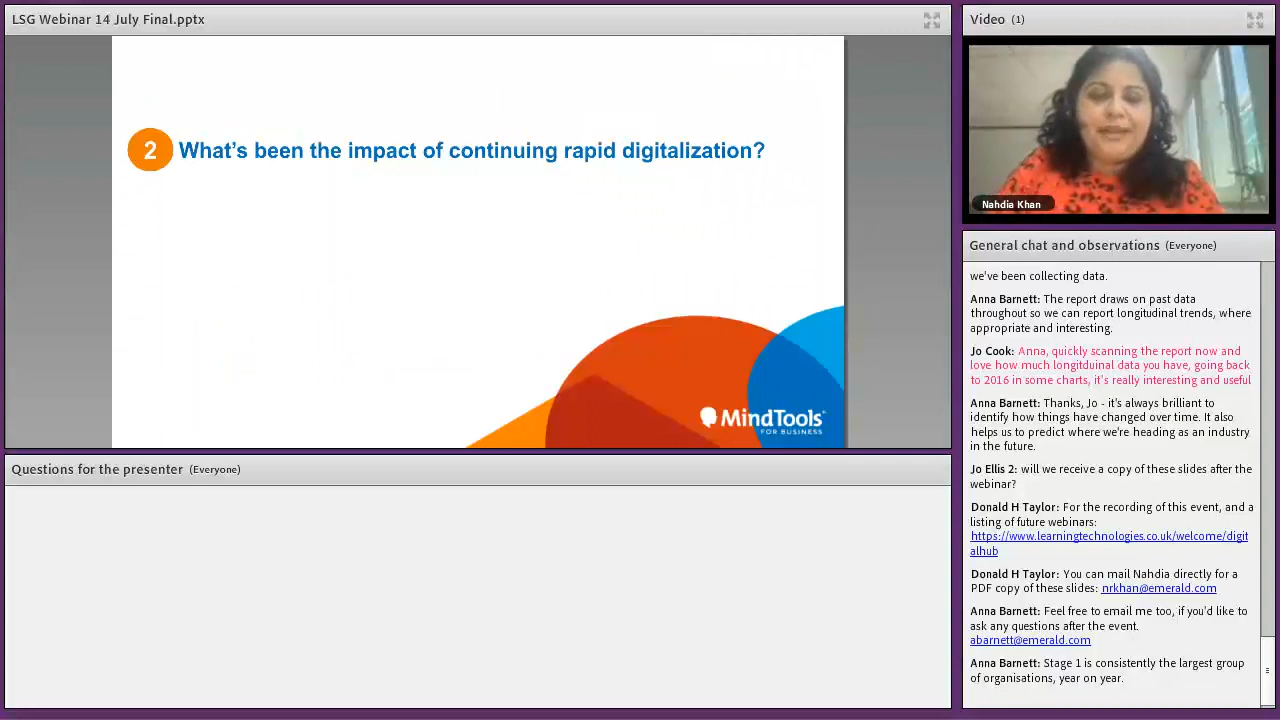 LSG Webinar 14 July Final.pptx
2 What's been the impact of continuing rapid digitalization?
MindTools
FOR BUSINESS
Questions for the presenter (Everyone)
Video (1)
Nahdia Khan
General chat and observations (Everyone)
we've been collecting data.
Anna Barnett: The report draws on past data
throughout so we can report longitudinal trends, where
appropriate and interesting.
Jo Cook: Anna, quickly scanning the report now and
love how much longitduinal data you have, going back
to 2016 in some charts, it's really interesting and useful
Anna Barnett: Thanks, Jo - it's always brilliant to
identify how things have changed over time. It also
helps us to predict where we're heading as an industry
in the future.
Jo Ellis 2: will we receive a copy of these slides after the
webinar?
Donald H Taylor: For the recording of this event, and a
listing of future webinars:
https://www.learningtechnologies.co.uk/welcome/digit
alhub
Donald H Taylor: You can mail Nahdia directly for a
PDF copy of these slides: nrkhan@emerald.com
Anna Barnett: Feel free to email me too, if you'd like to
ask any questions after the event.
abarnett@emerald.com
Anna Barnett: Stage 1 is consistently the largest group
of organisations, year on year.